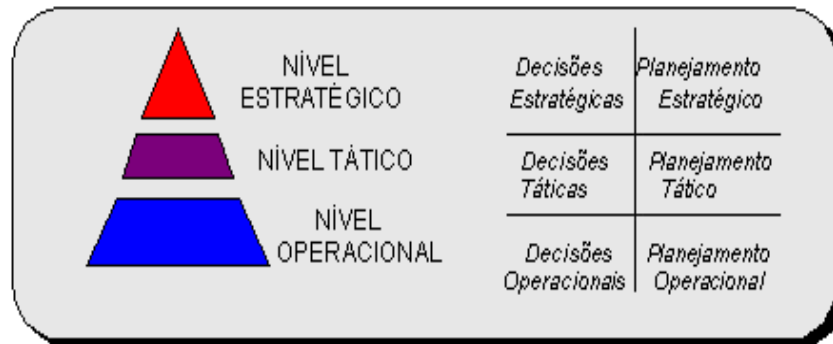 NÍVEL
ESTRATÉGICO
Decisões
Estratégicas
Planejamento
Estratégico
NÍVEL TÁTICO
Decisões
Táticas
Planejamento
Tático
NÍVEL
OPERACIONAL
Decisões
Operacionais
Planejamento
Operacional